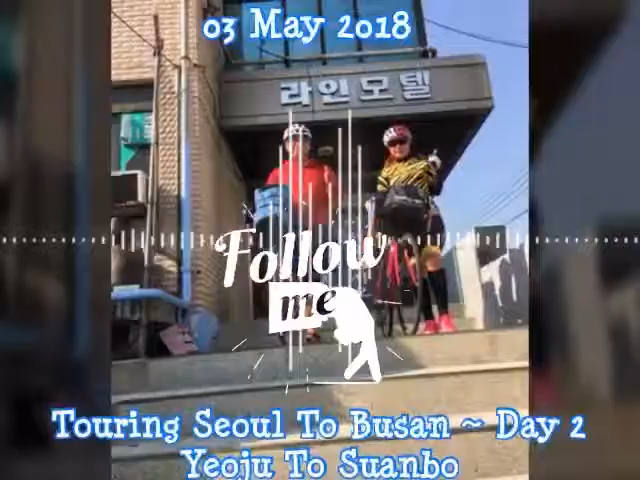 03 May 2018
라인모텔
Follow
me
Touring Seoul To Busan ~ Day 2
Yeoju To Suanbo